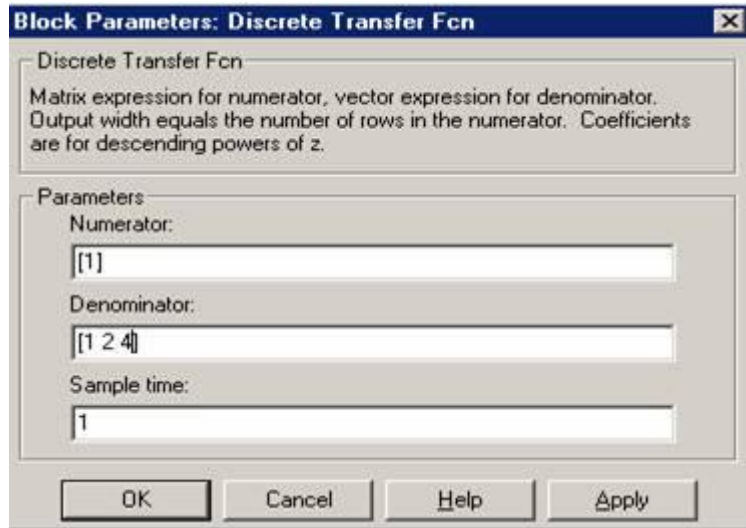 Block Parameters: Discrete Transfer Fcn
Discrete Transfer Fcn
Matrix expression for numerator, vector expression for denominator.
Output width equals the number of rows in the numerator. Coefficients
are for descending powers of z.
Parameters
Numerator:
[1]
Denominator:
[1 2 4]
Sample time:
1
OK Cancel Help Apply